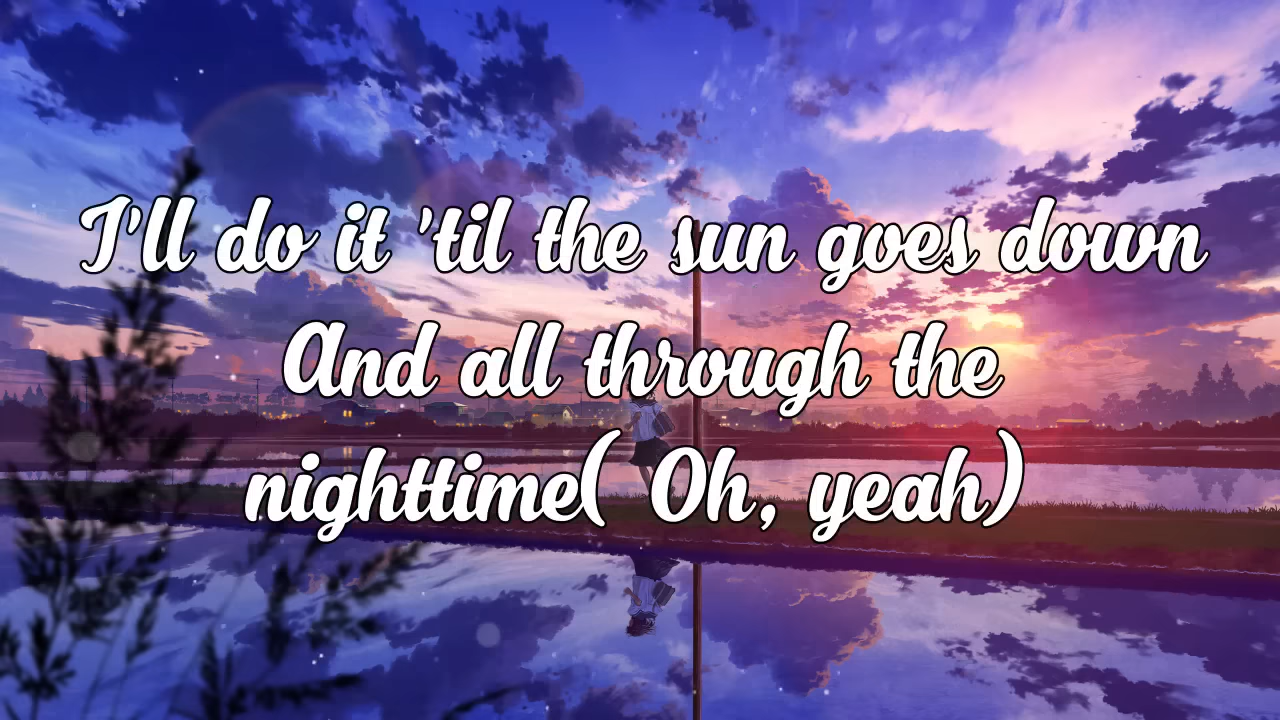 I'll do it 'til the sun goes down
And all through the
nighttime( Oh, yeah)